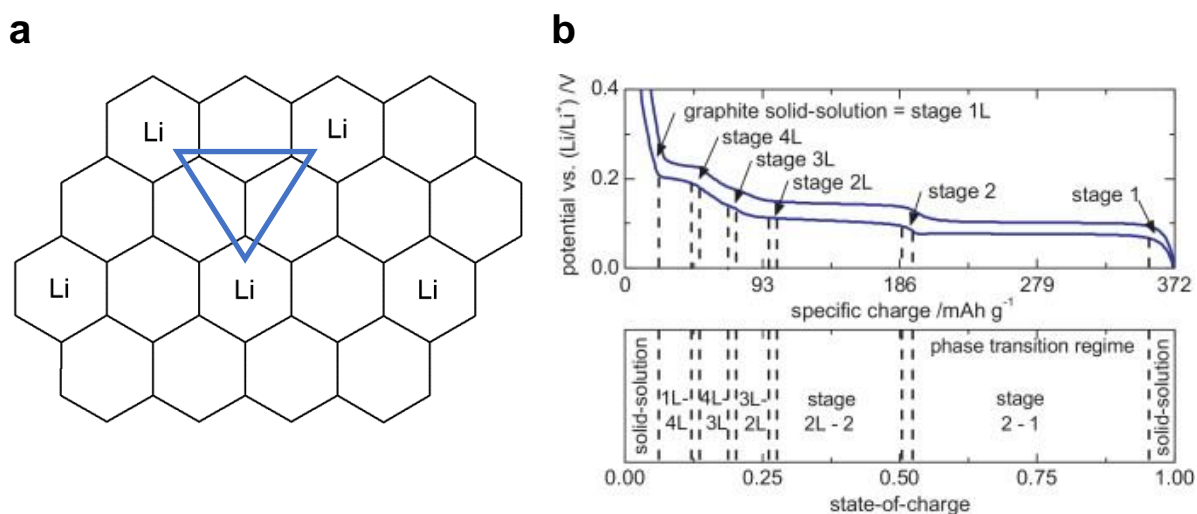 a
b
Li Li
Li Li Li
potential vs. (Li/Li⁺) /V
0.4
0.2
0.0
graphite solid-solution = stage 1L
stage 4L
stage 3L
stage 2L
stage 2
stage 1
0 93 186 279 372
specific charge /mAh g⁻¹
solid-solution
1L-
4L
4L-
3L
3L-
2L
stage
2L - 2
phase transition regime
stage
2 - 1
solid-solution
0.00 0.25 0.50 0.75 1.00
state-of-charge